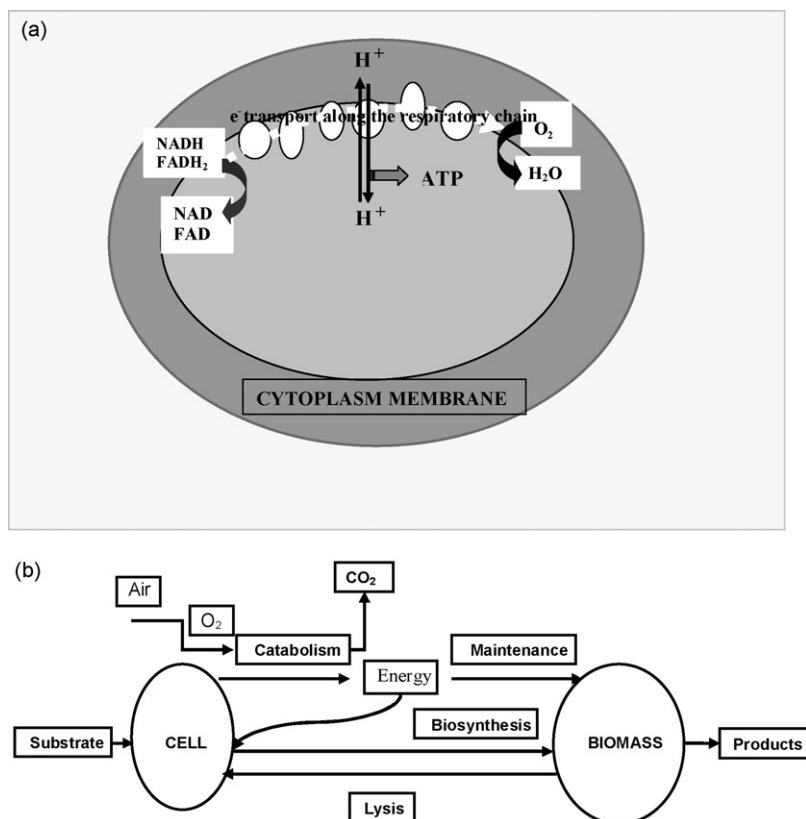 (a)
H+
e- transport along the respiratory chain
NADH
FADH2
O2
H2O
ATP
NAD
FAD
H+
CYTOPLASM MEMBRANE
(b)
Air
CO2
O2
Catabolism
Energy
Maintenance
Biosynthesis
Substrate
CELL
BIOMASS
Products
Lysis